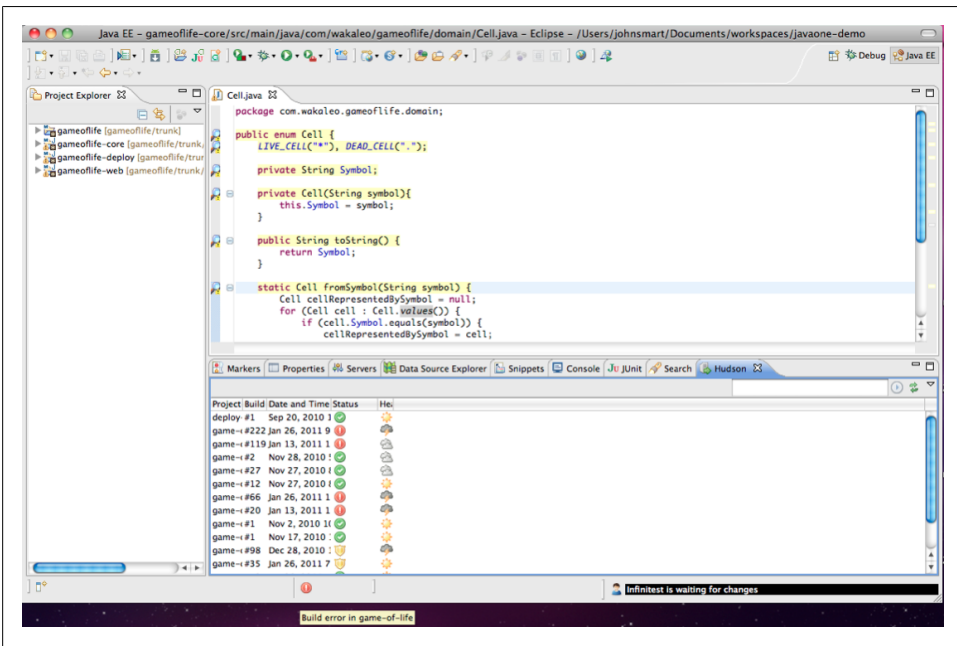 Java EE - gameoflife-core/src/main/java/com/wakaleo/gameoflife/domain/Cell.java - Eclipse - /Users/johnsmart/Documents/workspaces/javaone-demo
Debug Java EE
Project Explorer
gameoflife [gameoflife/trunk]
gameoflife-core [gameoflife/trunk/
gameoflife-deploy [gameoflife/trun
gameoflife-web [gameoflife/trunk/
Cell.java
package com.wakaleo.gameoflife.domain;
public enum Cell {
LIVE_CELL("*"), DEAD_CELL(".");
private String Symbol;
private Cell(String symbol){
this.Symbol = symbol;
}
public String toString() {
return Symbol;
}
static Cell fromSymbol(String symbol) {
Cell cellRepresentedBySymbol = null;
for (Cell cell : Cell.values()) {
if (cell.Symbol.equals(symbol)) {
cellRepresentedBySymbol = cell;
Markers Properties Servers Data Source Explorer Snippets Console JUnit Search Hudson
Project Build Date and Time Status Hea
deploy- #1 Sep 20, 2010 1
game- #222 Jan 26, 2011 9
game- #119 Jan 13, 2011 1
game- #2 Nov 28, 2010
game- #27 Nov 27, 2010
game- #12 Nov 27, 2010
game- #66 Jan 26, 2011 1
game- #20 Jan 13, 2011 1
game- #1 Nov 2, 2010 1
game- #1 Nov 17, 2010
game- #98 Dec 28, 2010
game- #35 Jan 26, 2011 7
Infinitest is waiting for changes
Build error in game-of-life